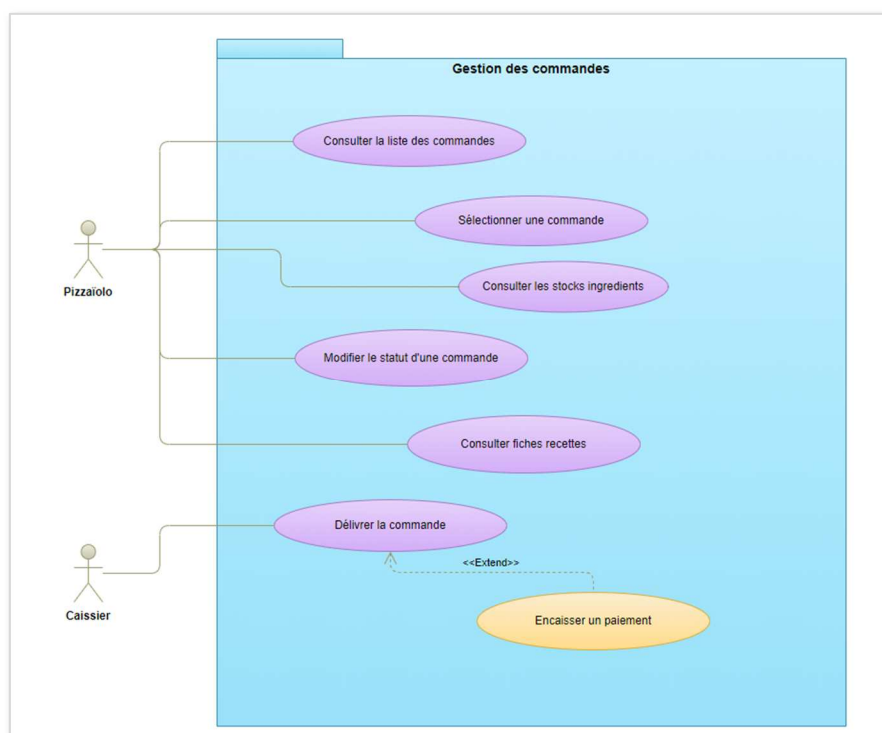 Gestion des commandes
Consulter la liste des commandes
Sélectionner une commande
Consulter les stocks ingredients
Pizzaïolo
Modifier le statut d'une commande
Consulter fiches recettes
Délivrer la commande
<<Extend>>
Caissier
Encaisser un paiement